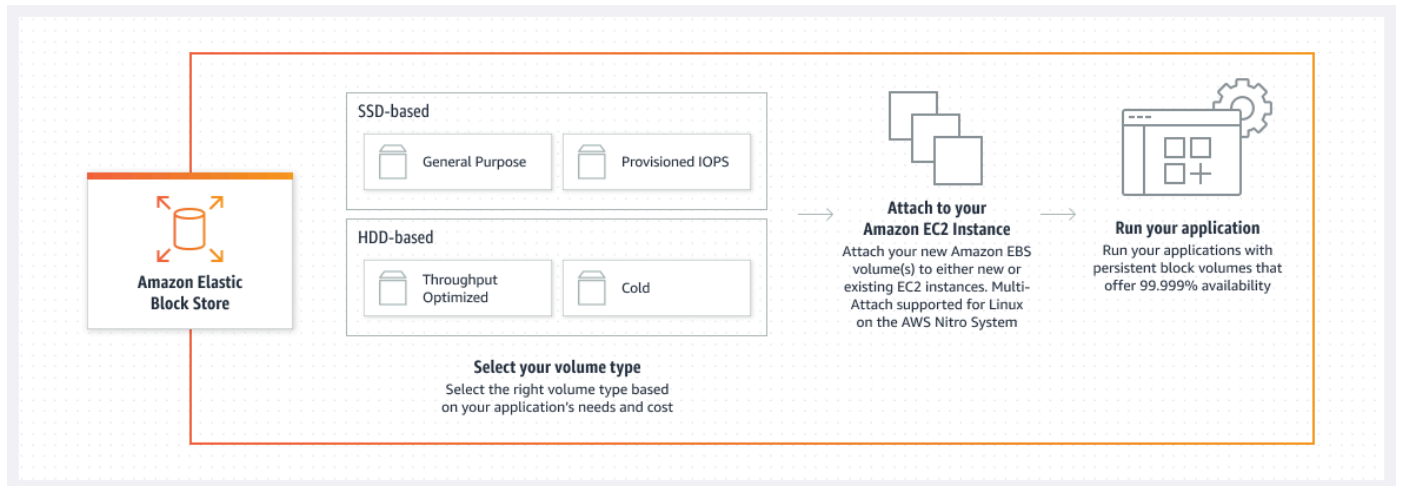 Amazon Elastic
Block Store
SSD-based
General Purpose
Provisioned IOPS
HDD-based
Throughput
Optimized
Cold
Select your volume type
Select the right volume type based
on your application's needs and cost
Attach to your
Amazon EC2 Instance
Attach your new Amazon EBS
volume(s) to either new or
existing EC2 instances. Multi-
Attach supported for Linux
on the AWS Nitro System
Run your application
Run your applications with
persistent block volumes that
offer 99.999% availability